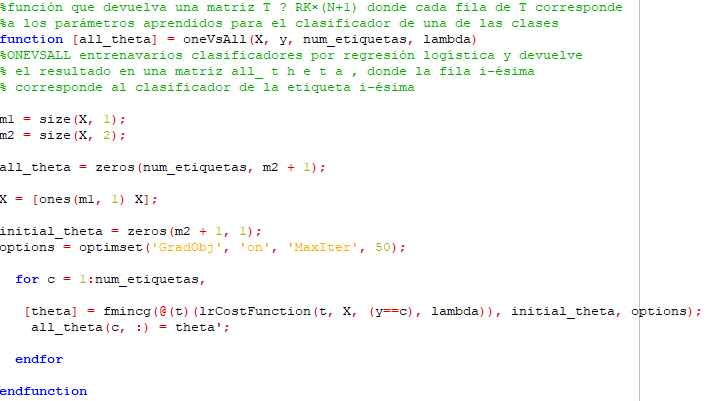 %función que devuelva una matriz T ? RK×(N+1) donde cada fila de T corresponde
%a los parámetros aprendidos para el clasificador de una de las clases
function [all_theta] = oneVsAll(X, y, num_etiquetas, lambda)
%ONEVSALL entrenavarios clasificadores por regresión logística y devuelve
% el resultado en una matriz all_ t h e t a , donde la fila i-ésima
% corresponde al clasificador de la etiqueta i-ésima
m1 = size(X, 1);
m2 = size(X, 2);
all_theta = zeros(num_etiquetas, m2 + 1);
X = [ones(m1, 1) X];
initial_theta = zeros(m2 + 1, 1);
options = optimset('GradObj', 'on', 'MaxIter', 50);
for c = 1:num_etiquetas,
[theta] = fmincg(@(t)(lrCostFunction(t, X, (y==c), lambda)), initial_theta, options);
all_theta(c, :) = theta';
endfor
endfunction